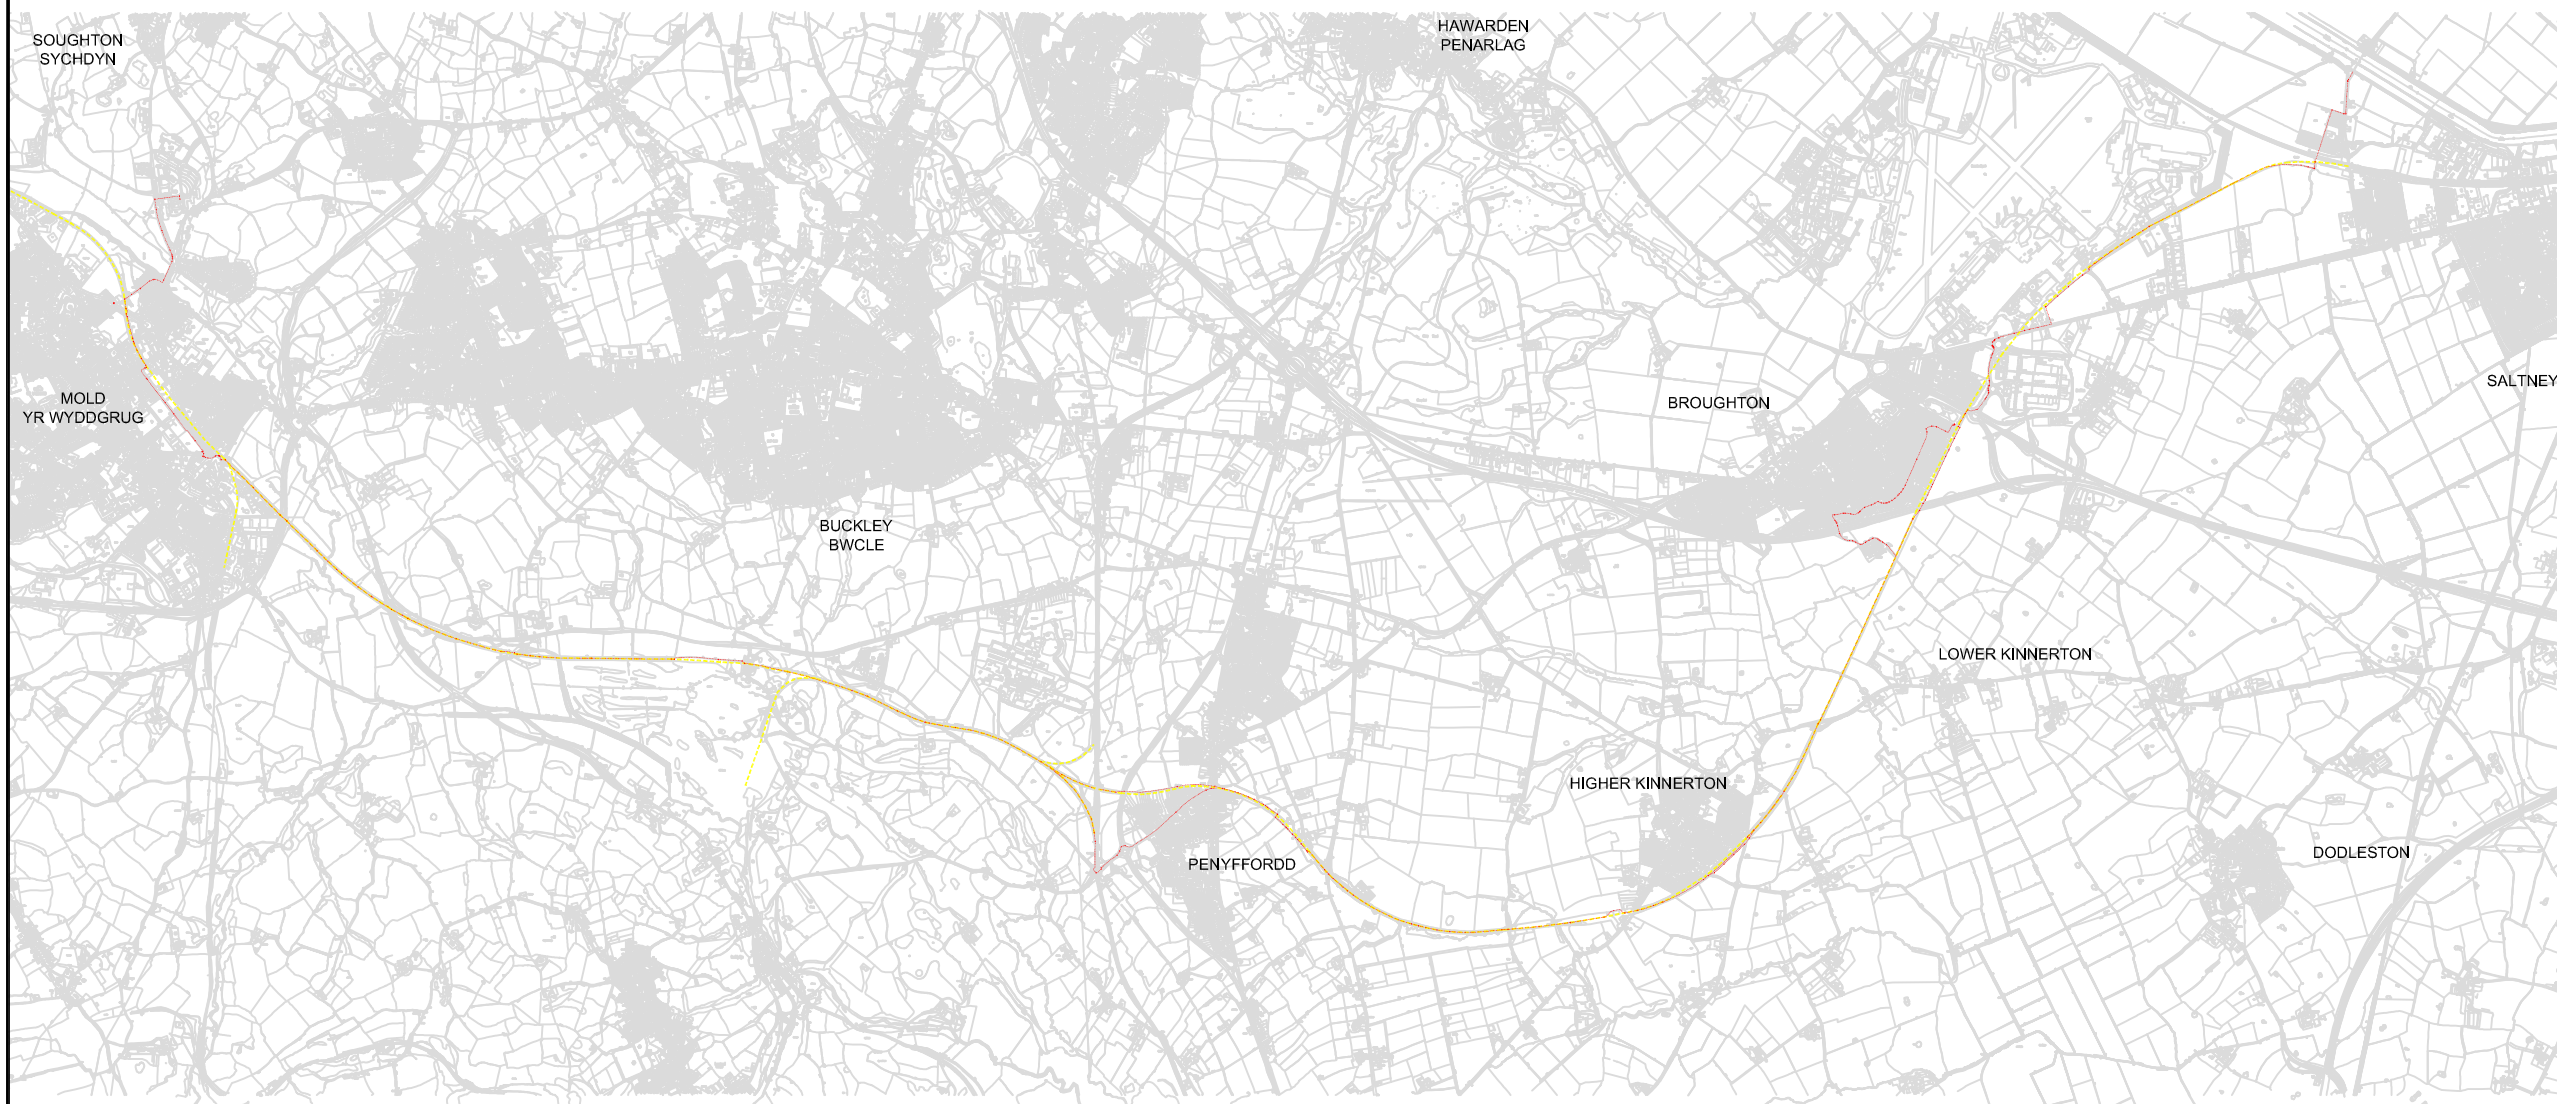 SOUGHTON
SYCHDYN
HAWARDEN
PENARLAG
MOLD
YR WYDDGRUG
BROUGHTON
SALTNEY
BUCKLEY
BWCLE
LOWER KINNERTON
HIGHER KINNERTON
PENYFFORDD
DODLESTON